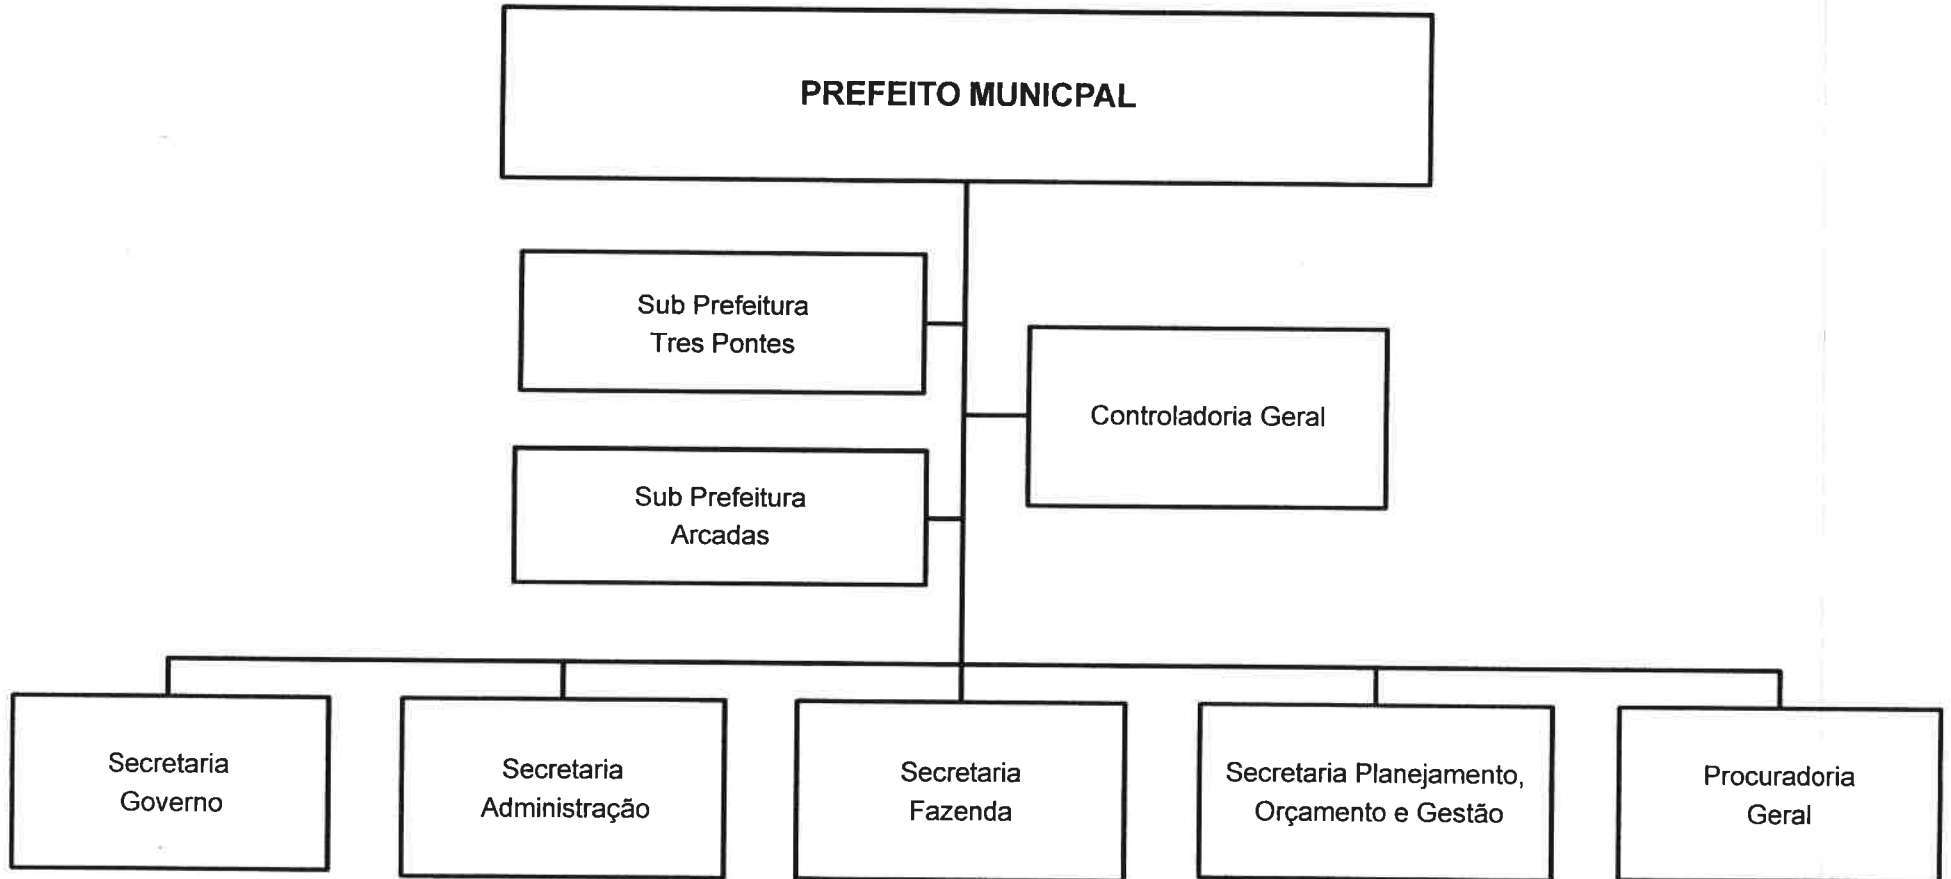 PREFEITO MUNICPAL
Sub Prefeitura
Tres Pontes
Controladoria Geral
Sub Prefeitura
Arcadas
Secretaria
Governo
Secretaria
Administração
Secretaria
Fazenda
Secretaria Planejamento,
Orçamento e Gestão
Procuradoria
Geral